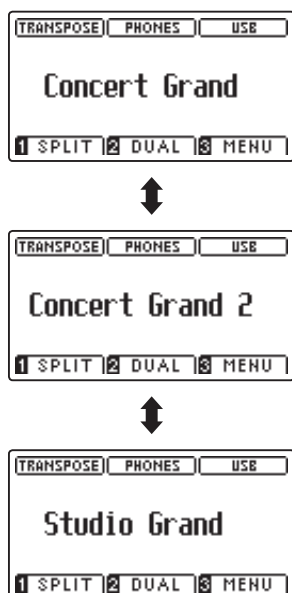 TRANSPOSE PHONES USB
Concert Grand
1 SPLIT 2 DUAL 3 MENU
TRANSPOSE PHONES USB
Concert Grand 2
1 SPLIT 2 DUAL 3 MENU
TRANSPOSE PHONES USB
Studio Grand
1 SPLIT 2 DUAL 3 MENU